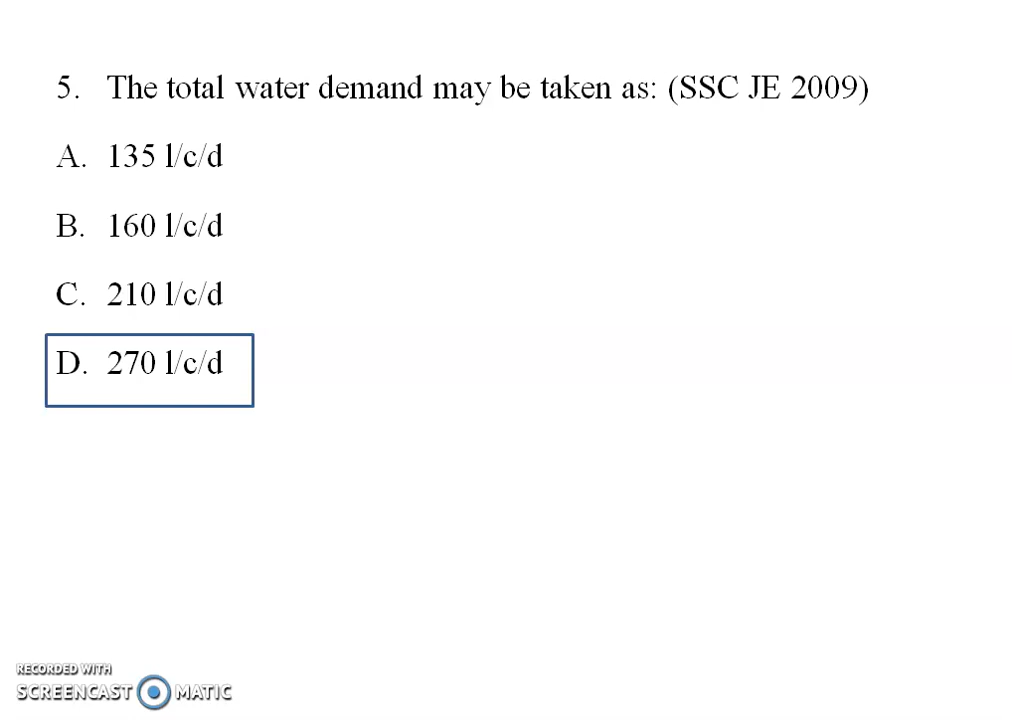 5. The total water demand may be taken as: (SSC JE 2009)
A. 135 l/c/d
B. 160 l/c/d
C. 210 l/c/d
D. 270 l/c/d
RECORDED WITH
SCREENCAST MATIC